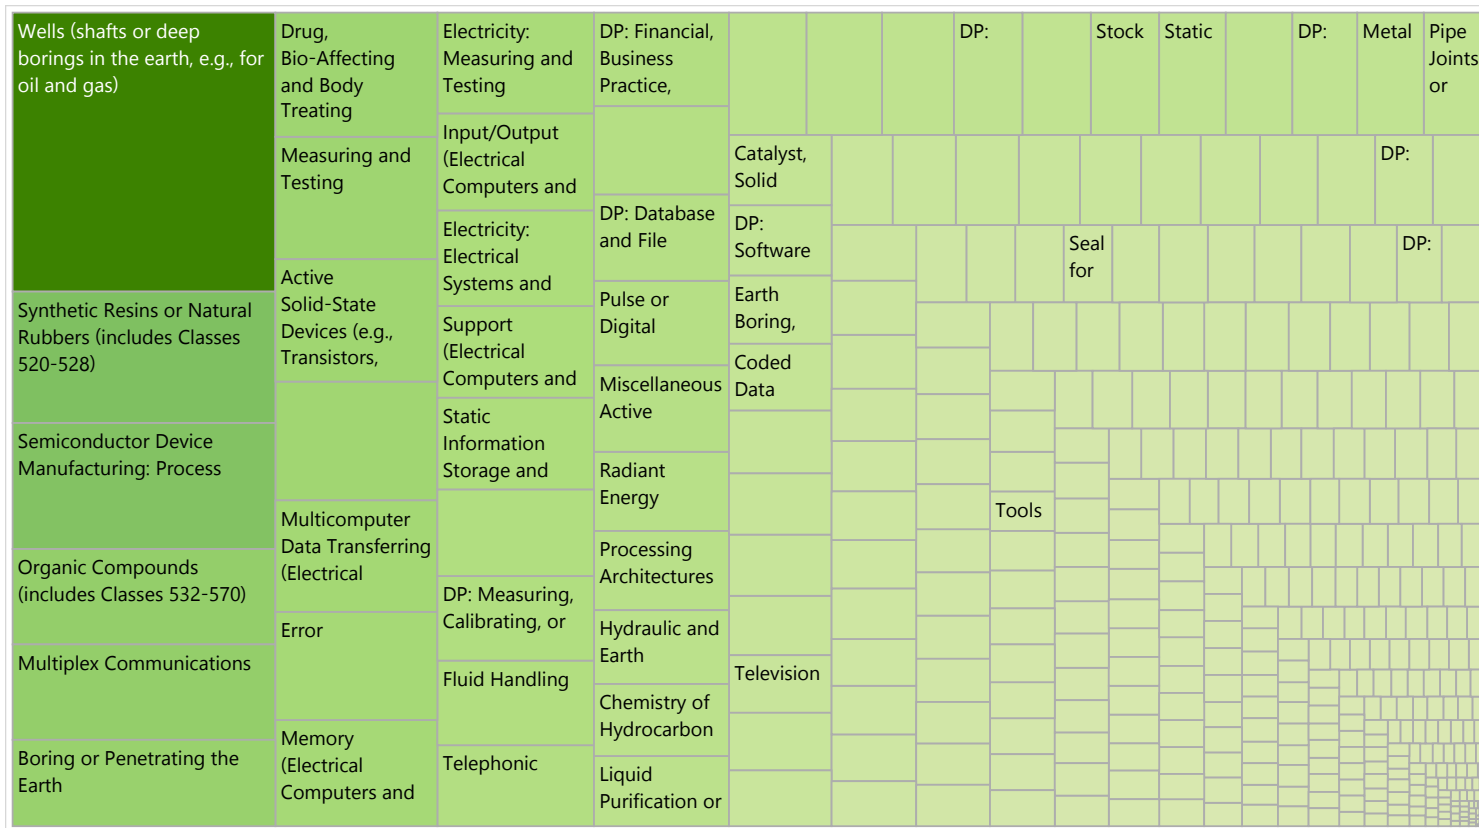 Wells (shafts or deep
borings in the earth, e.g., for
oil and gas)
Synthetic Resins or Natural
Rubbers (includes Classes
520-528)
Semiconductor Device
Manufacturing: Process
Organic Compounds
(includes Classes 532-570)
Multiplex Communications
Boring or Penetrating the
Earth
Drug,
Bio-Affecting
and Body
Treating
Measuring and
Testing
Active
Solid-State
Devices (e.g.,
Transistors,
Multicomputer
Data Transferring
(Electrical
Error
Memory
(Electrical
Computers and
Electricity:
Measuring and
Testing
Input/Output
(Electrical
Computers and
Electricity:
Electrical
Systems and
Support
(Electrical
Computers and
Static
Information
Storage and
DP: Measuring,
Calibrating, or
Fluid Handling
Telephonic
DP: Financial,
Business
Practice,
DP: Database
and File
Pulse or
Digital
Miscellaneous
Active
Radiant
Energy
Processing
Architectures
Hydraulic and
Earth
Chemistry of
Hydrocarbon
Liquid
Purification or
Catalyst,
Solid
DP:
Software
Earth
Boring,
Coded
Data
Television
DP:
Stock
Static
DP:
Metal
Pipe
Joints
or
DP:
Seal
for
DP:
Tools